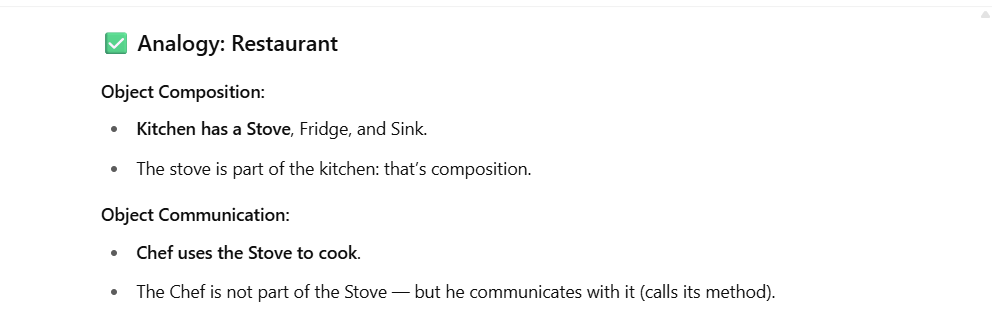 ✅ Analogy: Restaurant
Object Composition:
• Kitchen has a Stove, Fridge, and Sink.
• The stove is part of the kitchen: that’s composition.
Object Communication:
• Chef uses the Stove to cook.
• The Chef is not part of the Stove — but he communicates with it (calls its method).